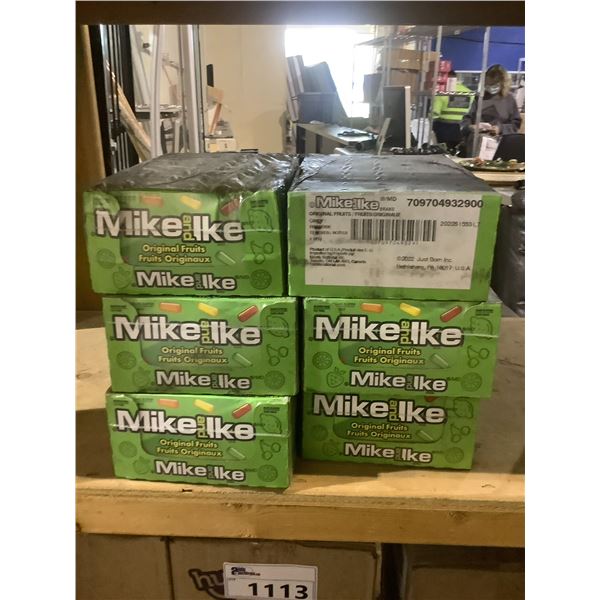 Mike and Ike
Original Fruits
Fruits Originaux
Mike and Ike
Mike and Ike
®/MD
709704932900
ORIGINAL FRUITS / FRUITS ORIGINAUX
©2022 Just Born Inc.
Bethlehem, PA 18017; U.S.A
Mike and Ike
Original Fruits
Fruits Originaux
Mike and Ike
Mike and Ike
Original Fruits
Fruits Originaux
Mike and Ike
Mike and Ike
Original Fruits
Fruits Originaux
Mike and Ike
Mike and Ike
Original Fruits
Fruits Originaux
Mike and Ike
LOT
1113